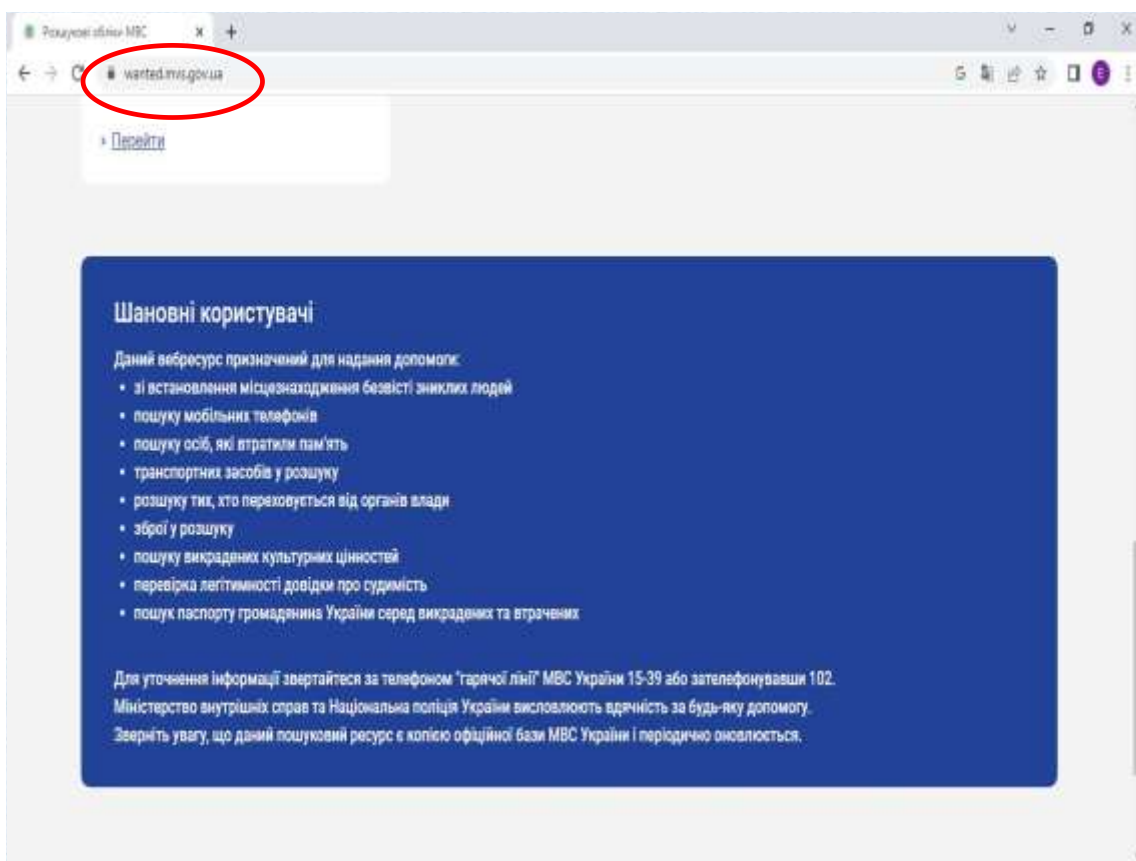 Розшукові обліки МВС
wanted.mvs.gov.ua
Перейти
Шановні користувачі
Даний вебресурс призначений для надання допомоги:
• зі встановлення місцезнаходження безвісті зниклих людей
• пошуку мобільних телефонів
• пошуку осіб, які втратили пам'ять
• транспортних засобів у розшуку
• розшуку тих, хто переховується від органів влади
• зброї у розшуку
• пошуку викрадених культурних цінностей
• перевірка легітимності довідки про судимість
• пошук паспорту громадянина України серед викрадених та втрачених
Для уточнення інформації звертайтеся за телефоном "гарячої лінії" МВС України 15-39 або зателефонувавши 102.
Міністерство внутрішніх справ та Національна поліція України висловлюють вдячність за будь-яку допомогу.
Зверніть увагу, що даний пошуковий ресурс є копією офіційної бази МВС України і періодично оновлюється.